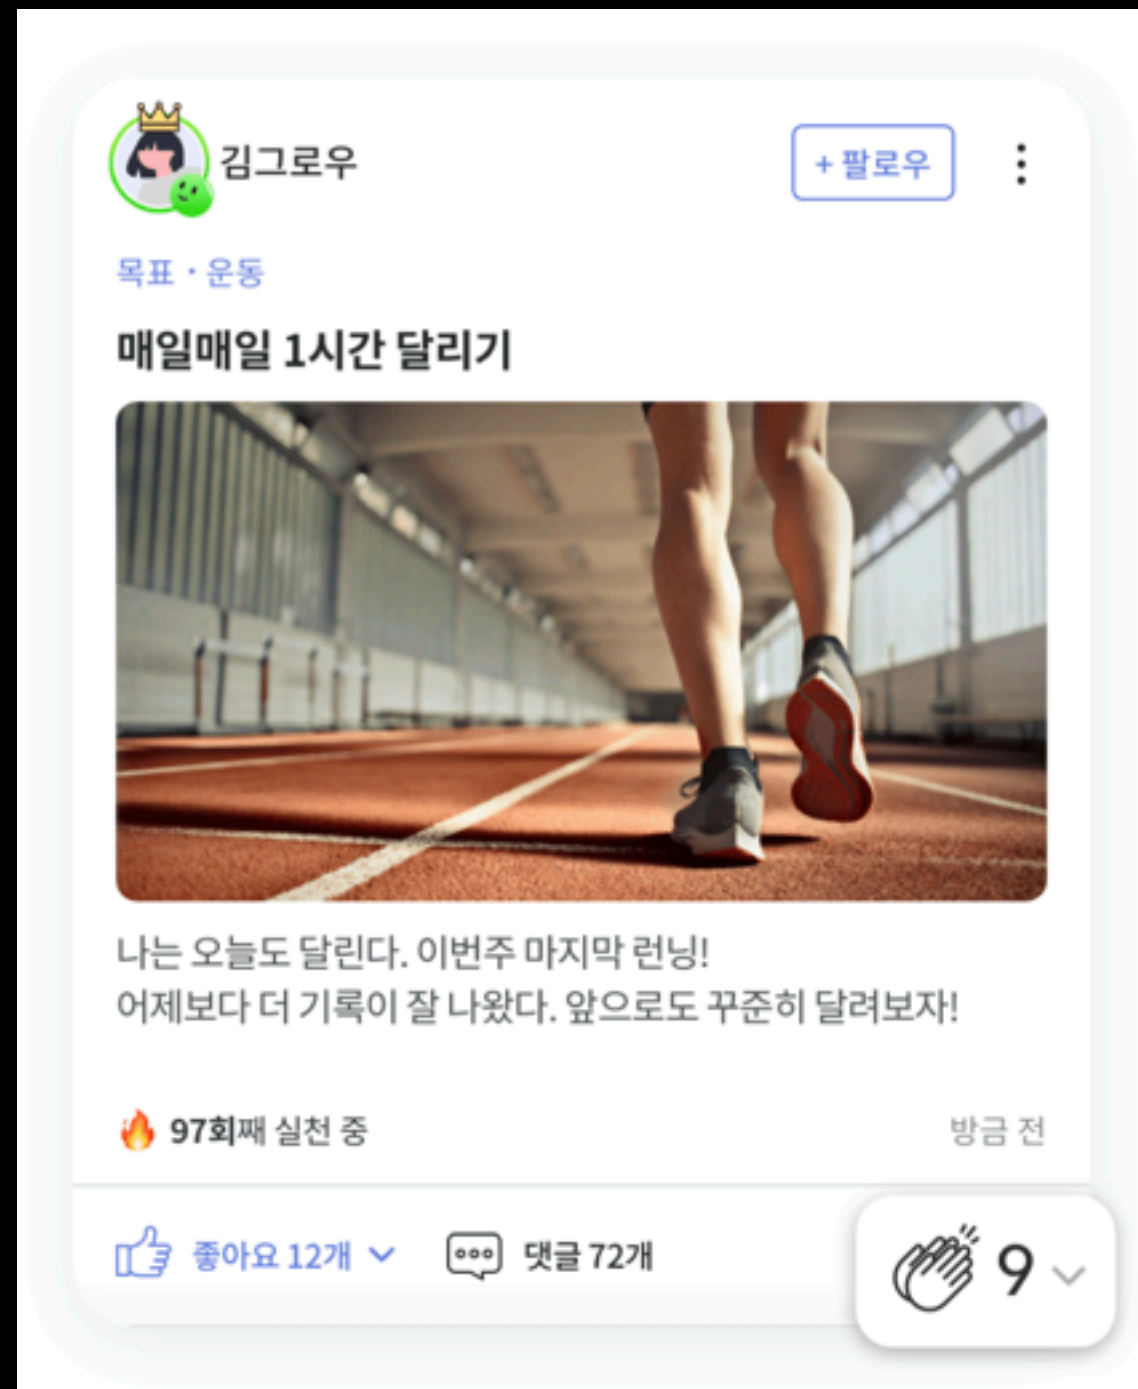 김그로우
+ 팔로우
목표 · 운동
매일매일 1시간 달리기
나는 오늘도 달린다. 이번주 마지막 런닝!
어제보다 더 기록이 잘 나왔다. 앞으로도 꾸준히 달려보자!
97회째 실천 중
방금 전
좋아요 12개
댓글 72개
9